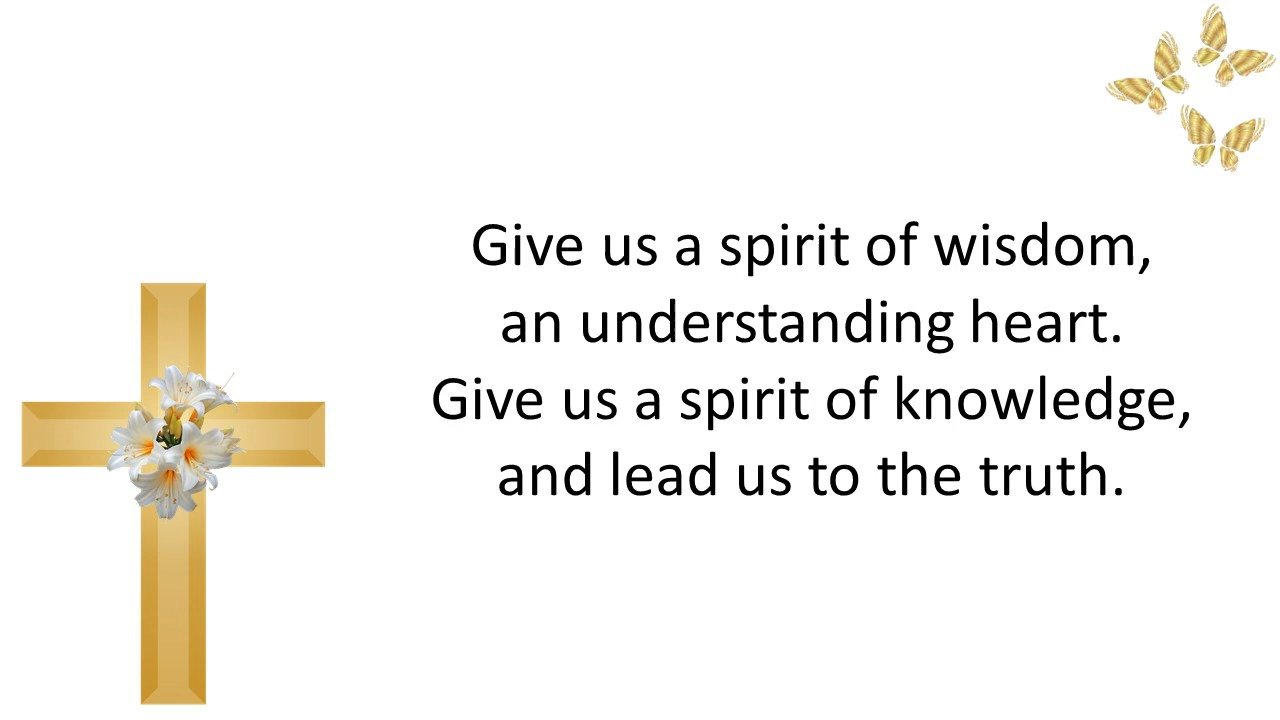 Give us a spirit of wisdom,
an understanding heart.
Give us a spirit of knowledge,
and lead us to the truth.